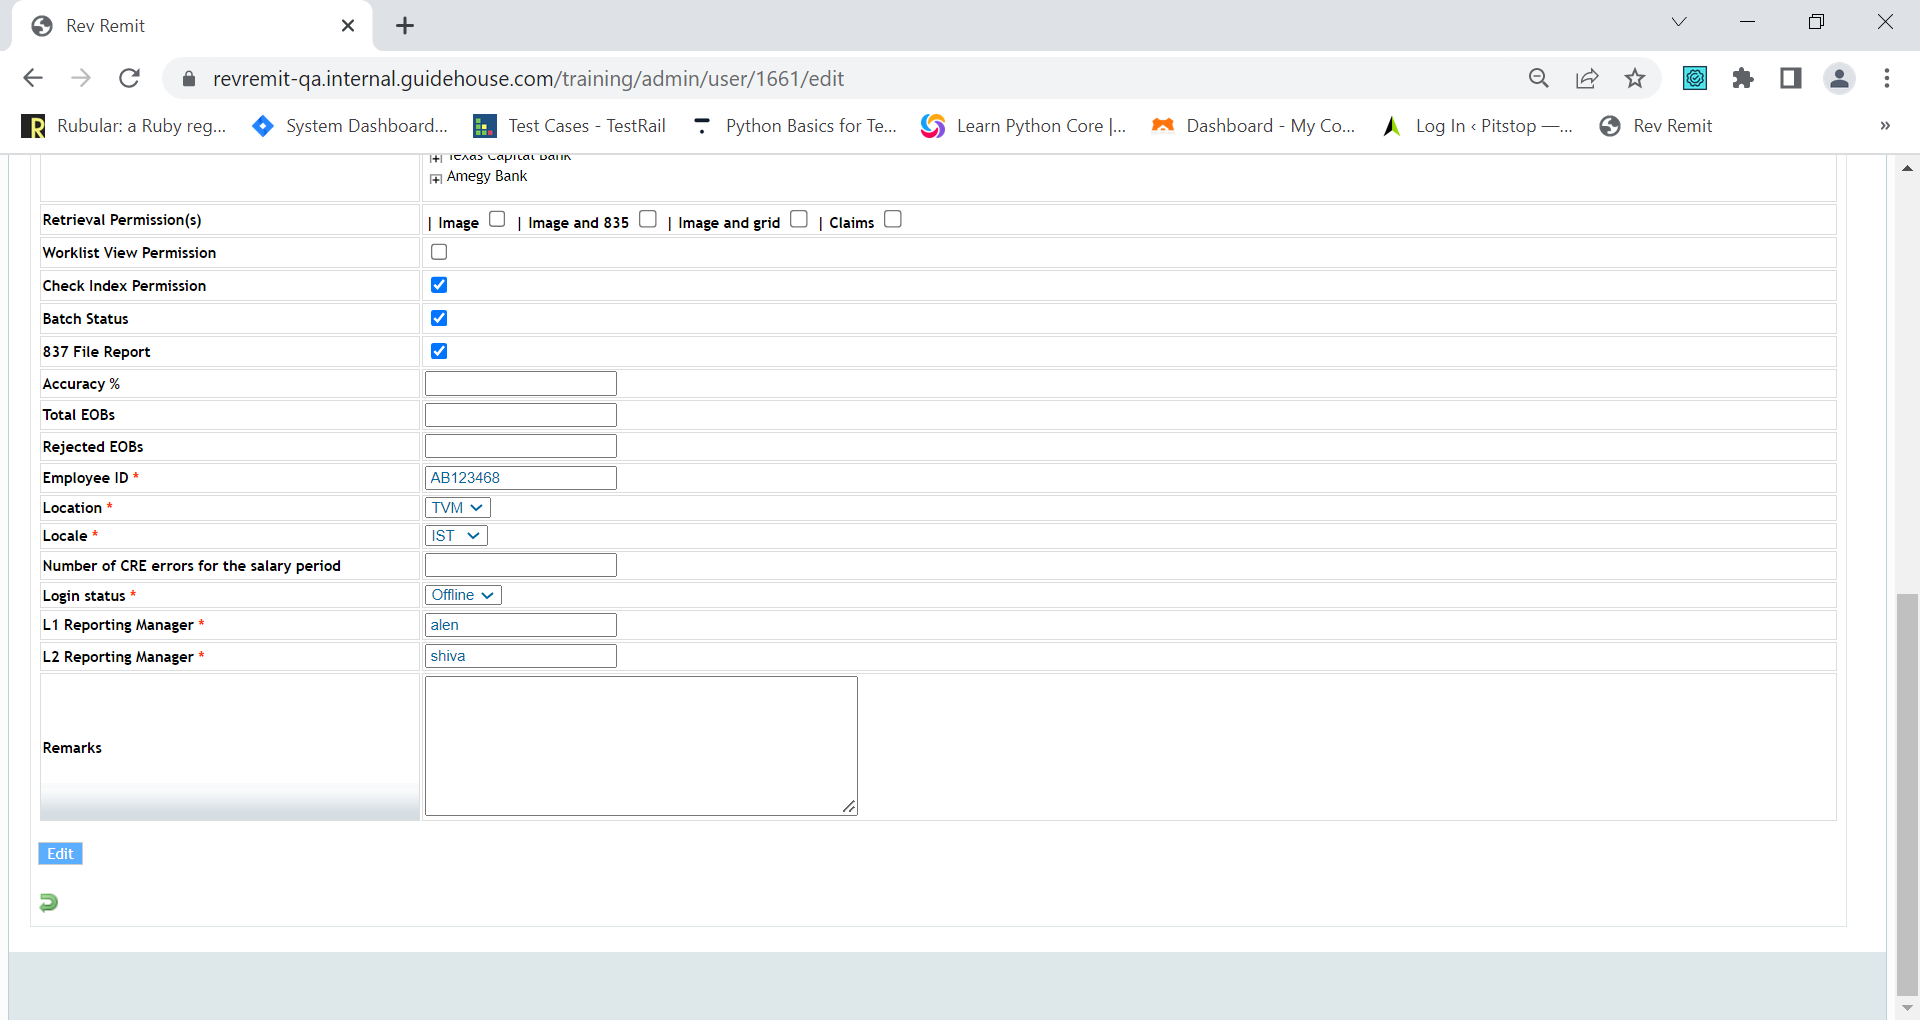 Rev Remit
revremit-qa.internal.guidehouse.com/training/admin/user/1661/edit
Rubular: a Ruby reg... System Dashboard... Test Cases - TestRail Python Basics for Te... Learn Python Core |... Dashboard - My Co... Log In ‹ Pitstop —... Rev Remit »
Texas Capital Bank
Amegy Bank
Retrieval Permission(s) | Image | Image and 835 | Image and grid | Claims
Worklist View Permission
Check Index Permission
Batch Status
837 File Report
Accuracy %
Total EOBs
Rejected EOBs
Employee ID * AB123468
Location * TVM
Locale * IST
Number of CRE errors for the salary period
Login status * Offline
L1 Reporting Manager * alen
L2 Reporting Manager * shiva
Remarks
Edit